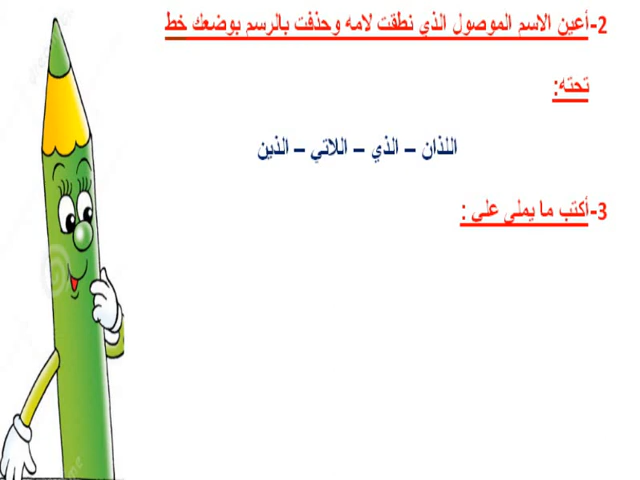 2-أعين الاسم الموصول الذي نطقت لامه وحذفت بالرسم بوضعك خط
تحته:
اللذان – الذي – اللاتي – الذين
3-أكتب ما يملى علي :